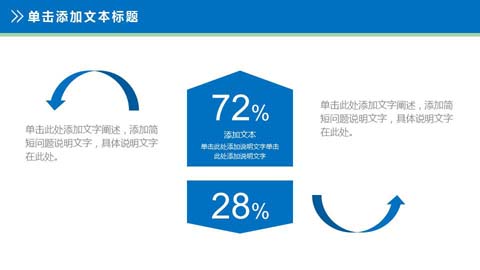 单击添加文本标题
单击此处添加文字阐述，添加简
短问题说明文字，具体说明文字
在此处。
72%
添加文本
单击此处添加说明文字单击
此处添加说明文字
28%
单击此处添加文字阐述，添加简
短问题说明文字，具体说明文字
在此处。